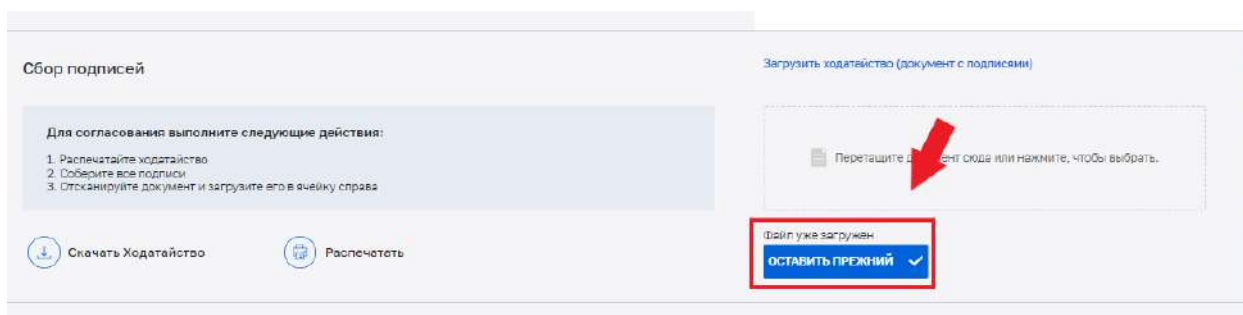 Сбор подписей
Для согласования выполните следующие действия:
1. Распечатайте ходатайство
2. Соберите все подписи
3. Отсканируйте документ и загрузите его в ячейку справа
Скачать Ходатайство
Распечатать
Загрузить ходатайство (документ с подписями)
Перетащите документ сюда или нажмите, чтобы выбрать.
Файл уже загружен
ОСТАВИТЬ ПРЕЖНИЙ